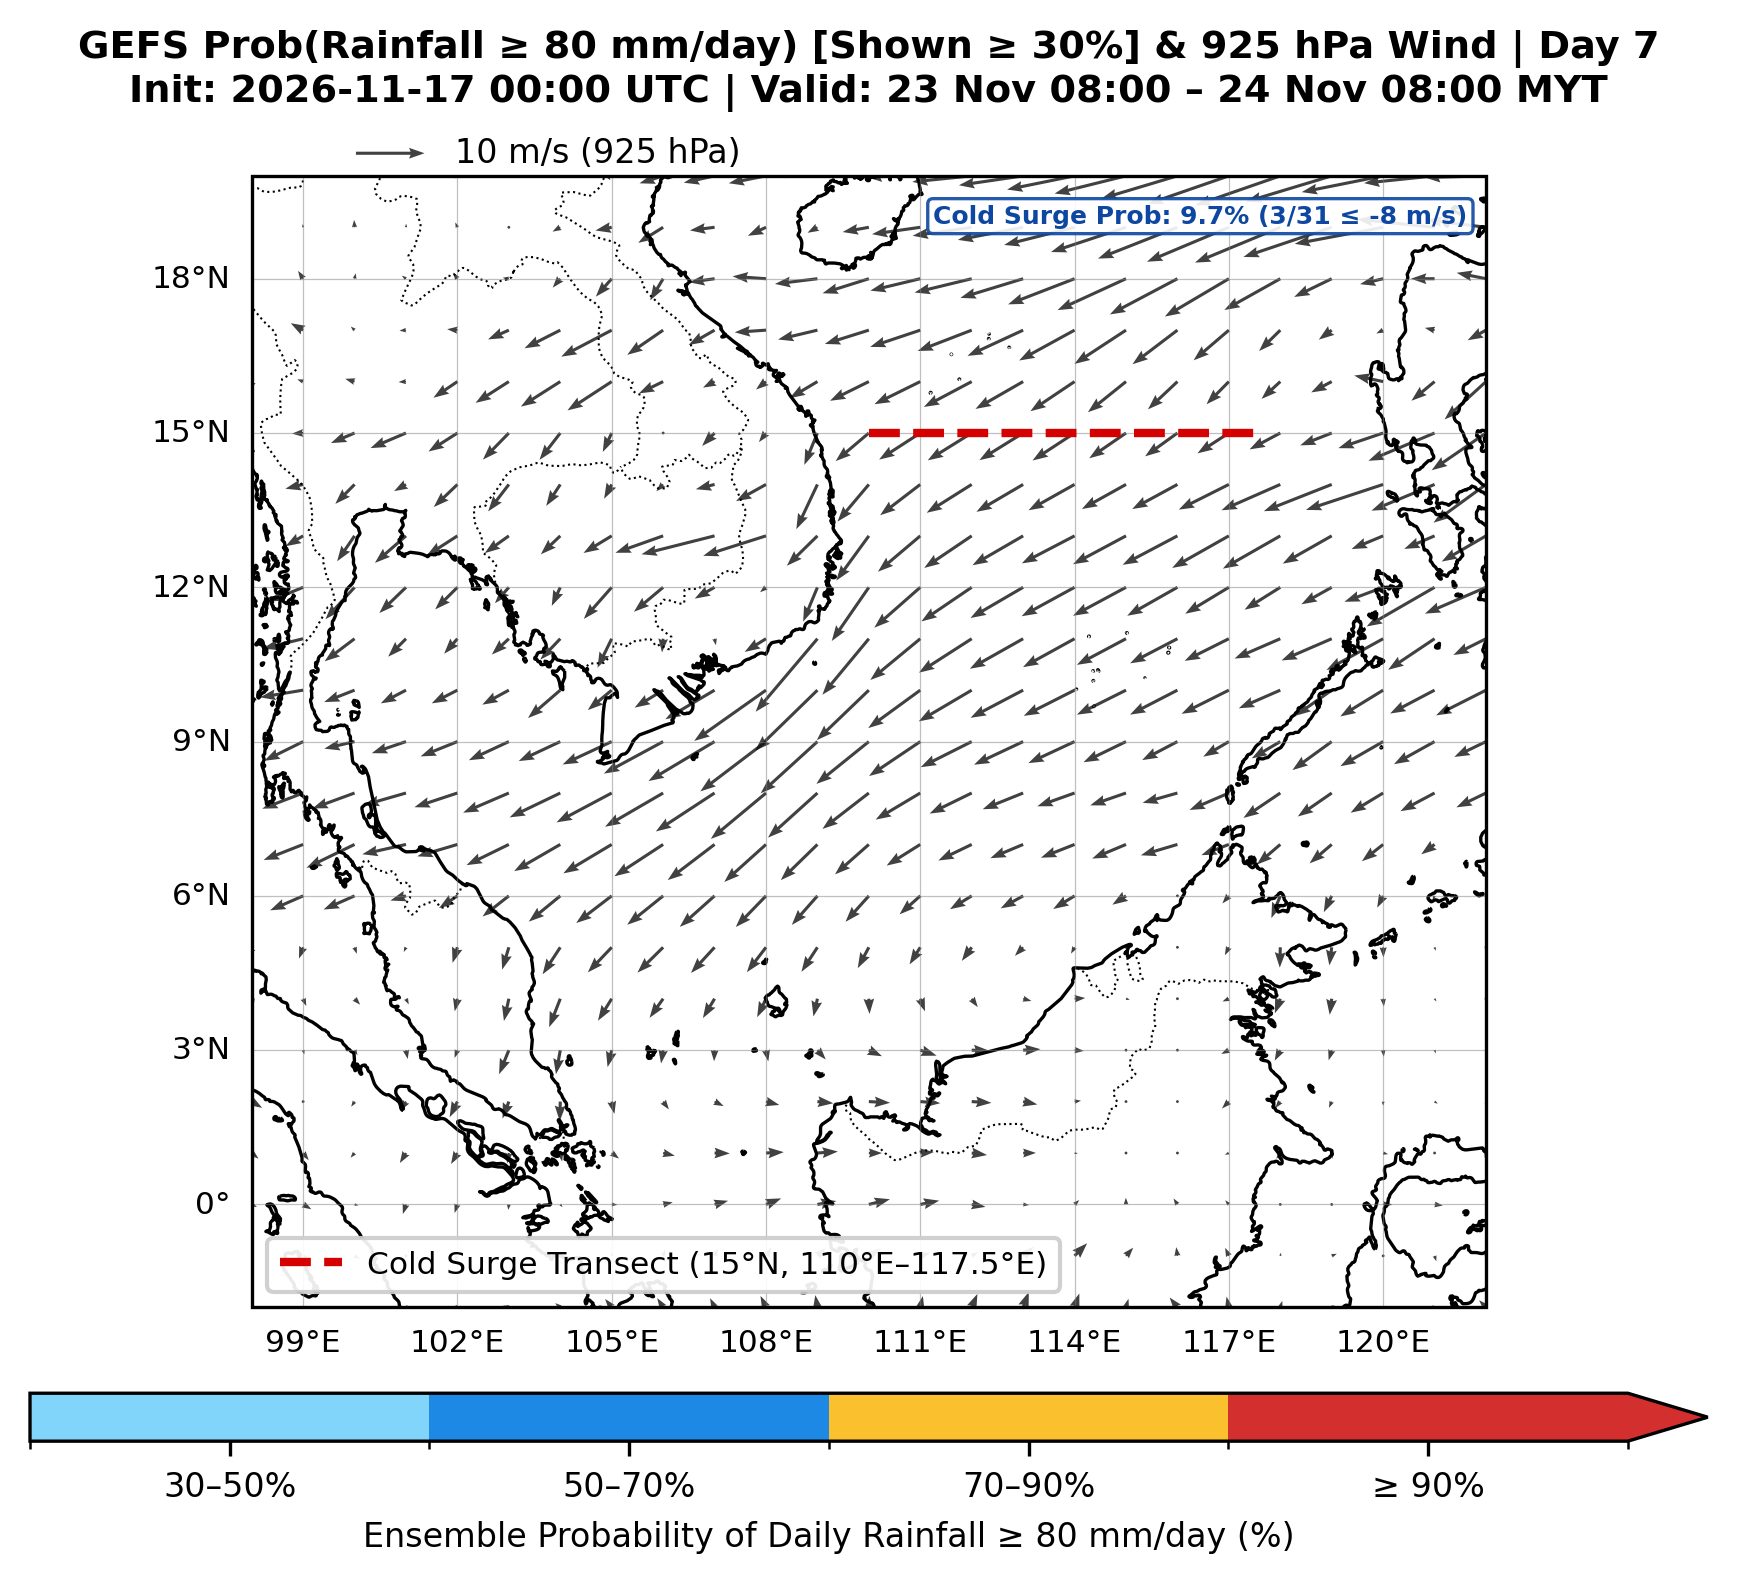 GEFS Prob(Rainfall ≥ 80 mm/day) [Shown ≥ 30%] & 925 hPa Wind | Day 7
Init: 2026-11-17 00:00 UTC | Valid: 23 Nov 08:00 – 24 Nov 08:00 MYT
10 m/s (925 hPa)
Cold Surge Prob: 9.7% (3/31 ≤ -8 m/s)
18°N
15°N
12°N
9°N
6°N
3°N
0°
Cold Surge Transect (15°N, 110°E–117.5°E)
99°E 102°E 105°E 108°E 111°E 114°E 117°E 120°E
30–50% 50–70% 70–90% ≥ 90%
Ensemble Probability of Daily Rainfall ≥ 80 mm/day (%)